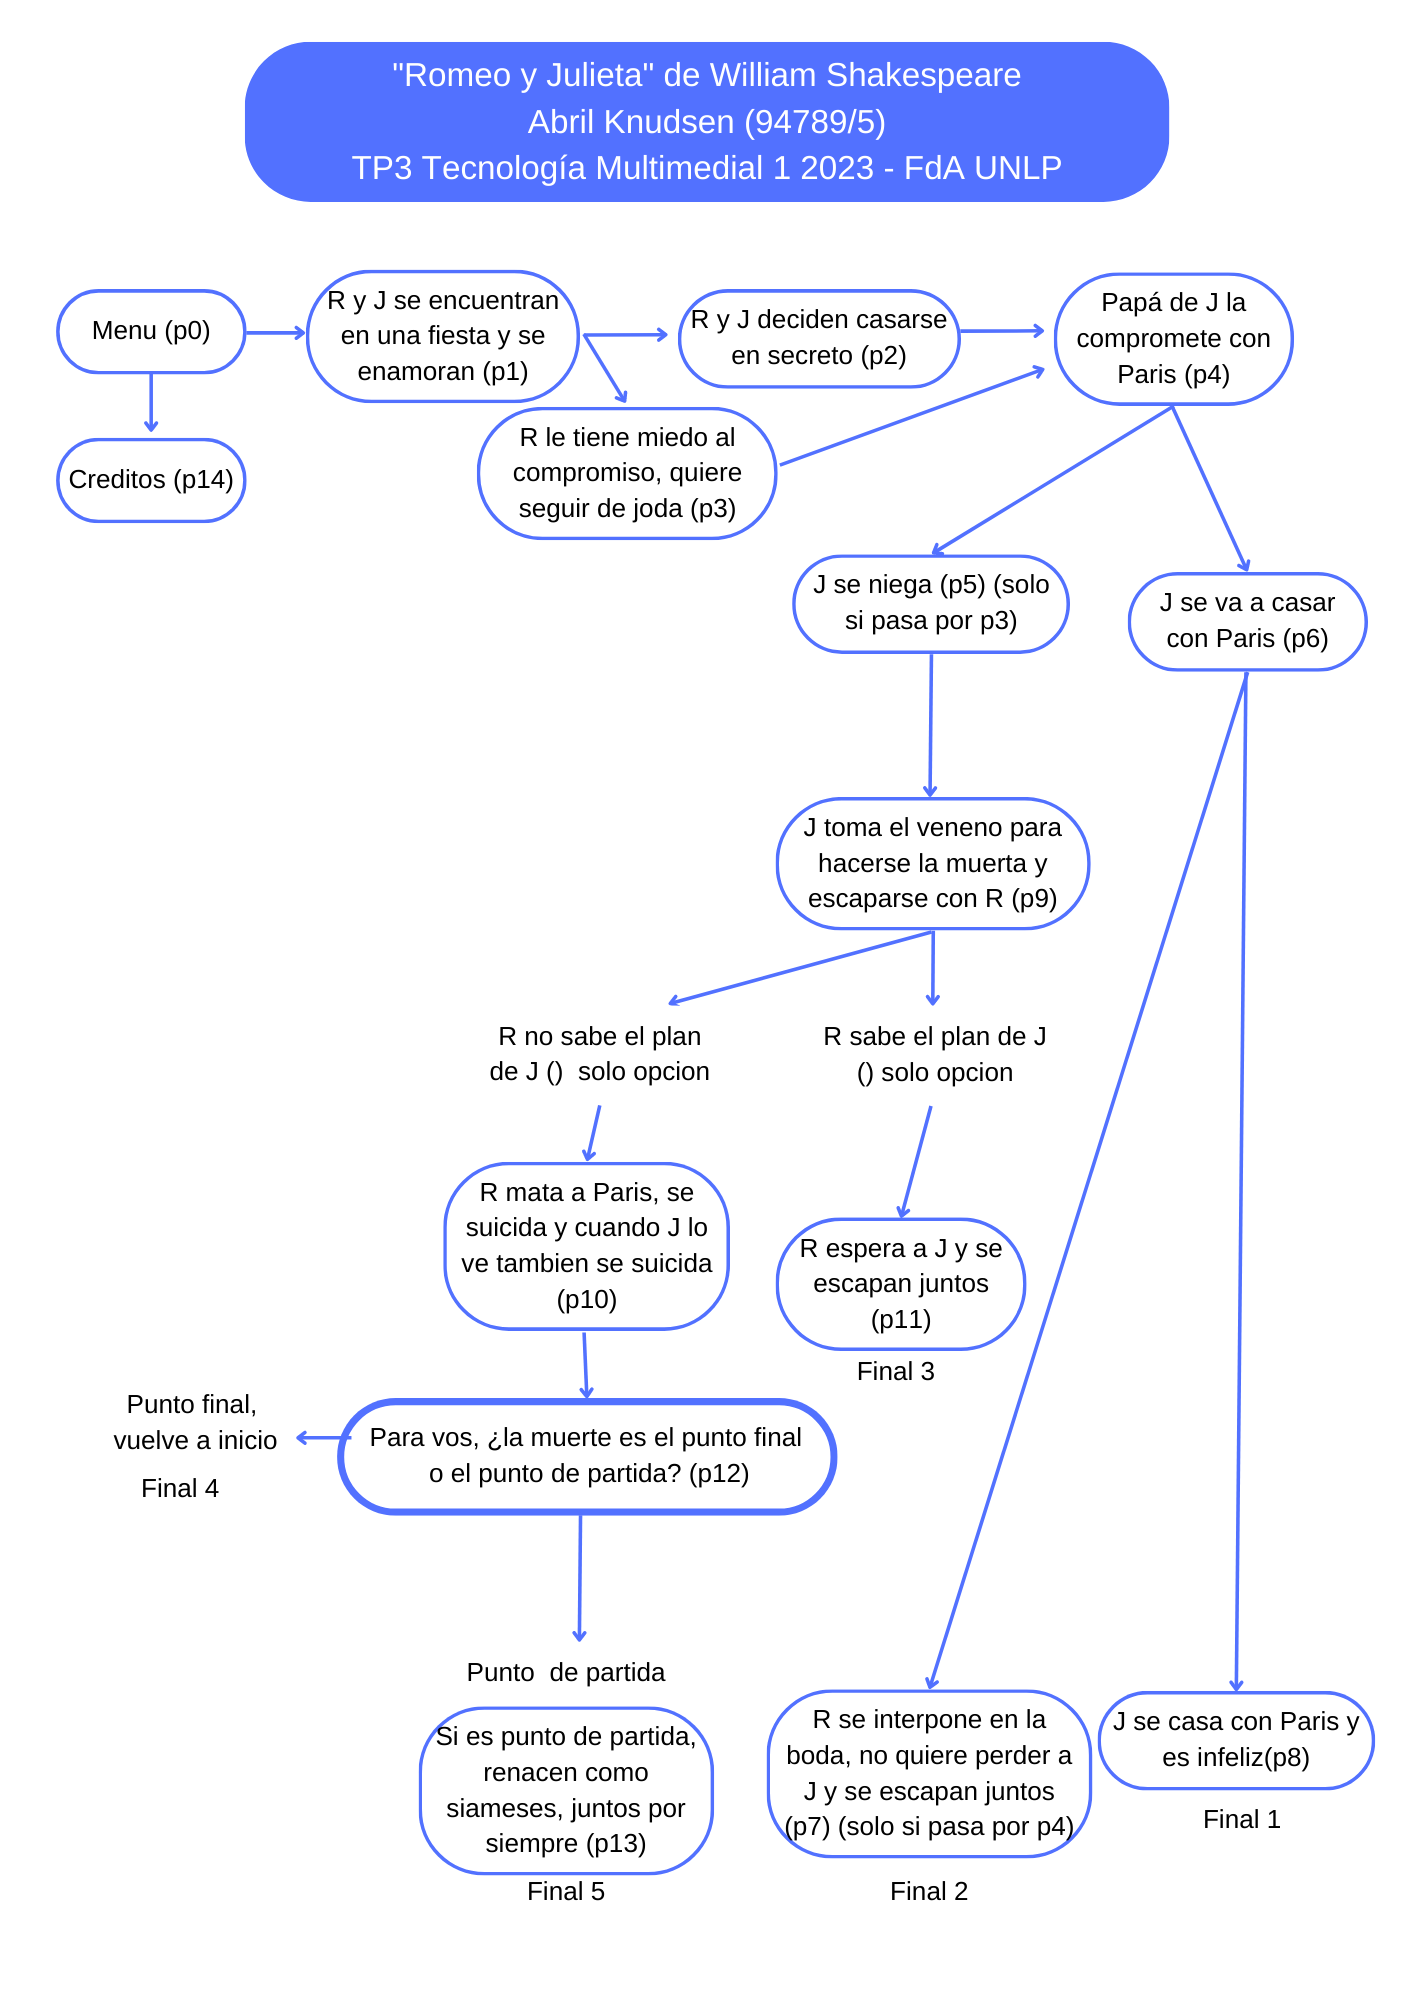 "Romeo y Julieta" de William Shakespeare
Abril Knudsen (94789/5)
TP3 Tecnología Multimedial 1 2023 - FdA UNLP
Menu (p0)
R y J se encuentran
en una fiesta y se
enamoran (p1)
R y J deciden casarse
en secreto (p2)
Papá de J la
compromete con
Paris (p4)
Creditos (p14)
R le tiene miedo al
compromiso, quiere
seguir de joda (p3)
J se niega (p5) (solo
si pasa por p3)
J se va a casar
con Paris (p6)
J toma el veneno para
hacerse la muerta y
escaparse con R (p9)
R no sabe el plan
de J ()  solo opcion
R sabe el plan de J
() solo opcion
R mata a Paris, se
suicida y cuando J lo
ve tambien se suicida
(p10)
R espera a J y se
escapan juntos
(p11)
Final 3
Punto final,
vuelve a inicio
Final 4
Para vos, ¿la muerte es el punto final
o el punto de partida? (p12)
Punto  de partida
Si es punto de partida,
renacen como
siameses, juntos por
siempre (p13)
Final 5
R se interpone en la
boda, no quiere perder a
J y se escapan juntos
(p7) (solo si pasa por p4)
Final 2
J se casa con Paris y
es infeliz(p8)
Final 1